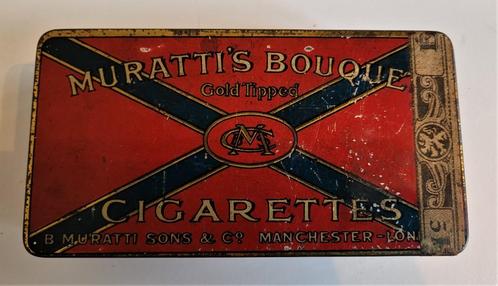 MURATTI'S BOUQUE
Gold Tipped
CIGARETTES
B MURATTI SONS & Cº MANCHESTER-LON